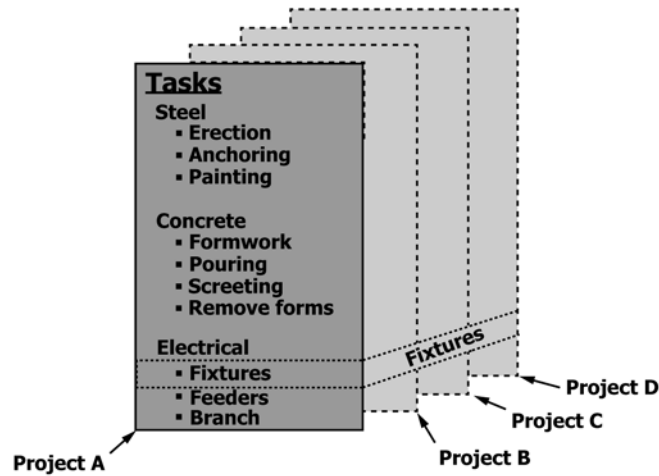 Tasks
Steel
▪ Erection
▪ Anchoring
▪ Painting
Concrete
▪ Formwork
▪ Pouring
▪ Screeting
▪ Remove forms
Electrical
▪ Fixtures
▪ Feeders
▪ Branch
Fixtures
Project A
Project B
Project C
Project D